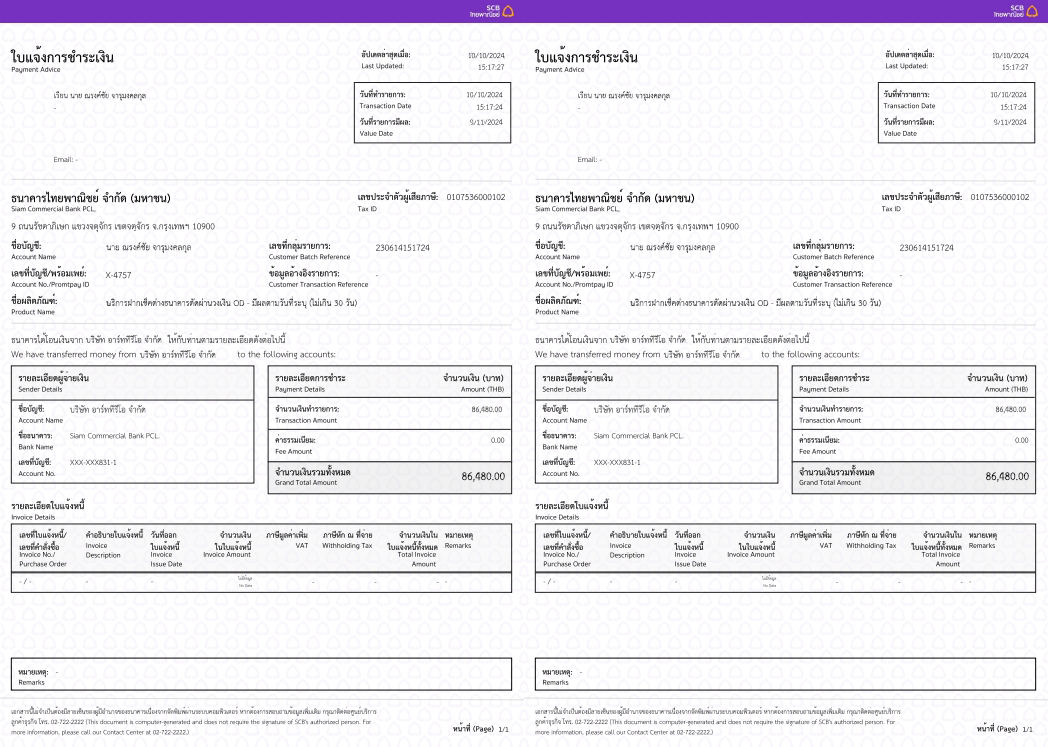 SCB
ไทยพาณิชย์
ใบแจ้งการชำระเงิน
Payment Advice
อัปเดตล่าสุดเมื่อ: 10/10/2024
Last Updated: 15:17:27
เรียน นาย ณรงค์ชัย จารุมงคลกุล
-
วันที่ทำรายการ: 10/10/2024
Transaction Date 15:17:24
วันที่รายการมีผล: 9/11/2024
Value Date
Email: -
ธนาคารไทยพาณิชย์ จำกัด (มหาชน)
Siam Commercial Bank PCL.
เลขประจำตัวผู้เสียภาษี: 0107536000102
Tax ID
9 ถนนรัชดาภิเษก แขวงจตุจักร เขตจตุจักร จ.กรุงเทพฯ 10900
ชื่อบัญชี: นาย ณรงค์ชัย จารุมงคลกุล
Account Name
เลขที่กลุ่มรายการ: 230614151724
Customer Batch Reference
เลขที่บัญชี/พร้อมเพย์: X-4757
Account No./Promtpay ID
ข้อมูลอ้างอิงรายการ: -
Customer Transaction Reference
ชื่อผลิตภัณฑ์: บริการฝากเช็คต่างธนาคารตัดผ่านวงเงิน OD - มีผลตามวันที่ระบุ (ไม่เกิน 30 วัน)
Product Name
ธนาคารได้โอนเงินจาก บริษัท อาร์ททีรีโอ จำกัด ให้กับท่านตามรายละเอียดดังต่อไปนี้
We have transferred money from บริษัท อาร์ททีรีโอ จำกัด to the following accounts:
รายละเอียดผู้จ่ายเงิน
Sender Details
ชื่อบัญชี: บริษัท อาร์ททีรีโอ จำกัด
Account Name
ชื่อธนาคาร: Siam Commercial Bank PCL.
Bank Name
เลขที่บัญชี: XXX-XXX831-1
Account No.
รายละเอียดการชำระ จำนวนเงิน (บาท)
Payment Details Amount (THB)
จำนวนเงินทำรายการ: 86,480.00
Transaction Amount
ค่าธรรมเนียม: 0.00
Fee Amount
จำนวนเงินรวมทั้งหมด 86,480.00
Grand Total Amount
รายละเอียดใบแจ้งหนี้
Invoice Details
เลขที่ใบแจ้งหนี้/ คำอธิบายใบแจ้งหนี้ วันที่ออก จำนวนเงิน ภาษีมูลค่าเพิ่ม ภาษีหัก ณ ที่จ่าย จำนวนเงินใน หมายเหตุ
เลขที่คำสั่งซื้อ Invoice ใบแจ้งหนี้ ในใบแจ้งหนี้ VAT Withholding Tax ใบแจ้งหนี้ทั้งหมด Remarks
Invoice No./ Description Invoice Invoice Amount Total Invoice
Purchase Order Issue Date Amount
- / - - - ไม่มีข้อมูล - - - -
No Data
หมายเหตุ: -
Remarks
เอกสารนี้ไม่จำเป็นต้องมีลายเซ็นของผู้มีอำนาจของธนาคารเนื่องจากจัดพิมพ์ผ่านระบบคอมพิวเตอร์ หากต้องการสอบถามข้อมูลเพิ่มเติม กรุณาติดต่อศูนย์บริการ
ลูกค้าธุรกิจ โทร. 02-722-2222 (This document is computer-generated and does not require the signature of SCB's authorized person. For
more information, please call our Contact Center at 02-722-2222.)
หน้าที่ (Page) 1/1
SCB
ไทยพาณิชย์
ใบแจ้งการชำระเงิน
Payment Advice
อัปเดตล่าสุดเมื่อ: 10/10/2024
Last Updated: 15:17:27
เรียน นาย ณรงค์ชัย จารุมงคลกุล
-
วันที่ทำรายการ: 10/10/2024
Transaction Date 15:17:24
วันที่รายการมีผล: 9/11/2024
Value Date
Email: -
ธนาคารไทยพาณิชย์ จำกัด (มหาชน)
Siam Commercial Bank PCL.
เลขประจำตัวผู้เสียภาษี: 0107536000102
Tax ID
9 ถนนรัชดาภิเษก แขวงจตุจักร เขตจตุจักร จ.กรุงเทพฯ 10900
ชื่อบัญชี: นาย ณรงค์ชัย จารุมงคลกุล
Account Name
เลขที่กลุ่มรายการ: 230614151724
Customer Batch Reference
เลขที่บัญชี/พร้อมเพย์: X-4757
Account No./Promtpay ID
ข้อมูลอ้างอิงรายการ: -
Customer Transaction Reference
ชื่อผลิตภัณฑ์: บริการฝากเช็คต่างธนาคารตัดผ่านวงเงิน OD - มีผลตามวันที่ระบุ (ไม่เกิน 30 วัน)
Product Name
ธนาคารได้โอนเงินจาก บริษัท อาร์ททีรีโอ จำกัด ให้กับท่านตามรายละเอียดดังต่อไปนี้
We have transferred money from บริษัท อาร์ททีรีโอ จำกัด to the following accounts:
รายละเอียดผู้จ่ายเงิน
Sender Details
ชื่อบัญชี: บริษัท อาร์ททีรีโอ จำกัด
Account Name
ชื่อธนาคาร: Siam Commercial Bank PCL.
Bank Name
เลขที่บัญชี: XXX-XXX831-1
Account No.
รายละเอียดการชำระ จำนวนเงิน (บาท)
Payment Details Amount (THB)
จำนวนเงินทำรายการ: 86,480.00
Transaction Amount
ค่าธรรมเนียม: 0.00
Fee Amount
จำนวนเงินรวมทั้งหมด 86,480.00
Grand Total Amount
รายละเอียดใบแจ้งหนี้
Invoice Details
เลขที่ใบแจ้งหนี้/ คำอธิบายใบแจ้งหนี้ วันที่ออก จำนวนเงิน ภาษีมูลค่าเพิ่ม ภาษีหัก ณ ที่จ่าย จำนวนเงินใน หมายเหตุ
เลขที่คำสั่งซื้อ Invoice ใบแจ้งหนี้ ในใบแจ้งหนี้ VAT Withholding Tax ใบแจ้งหนี้ทั้งหมด Remarks
Invoice No./ Description Invoice Invoice Amount Total Invoice
Purchase Order Issue Date Amount
- / - - - ไม่มีข้อมูล - - - -
No Data
หมายเหตุ: -
Remarks
เอกสารนี้ไม่จำเป็นต้องมีลายเซ็นของผู้มีอำนาจของธนาคารเนื่องจากจัดพิมพ์ผ่านระบบคอมพิวเตอร์ หากต้องการสอบถามข้อมูลเพิ่มเติม กรุณาติดต่อศูนย์บริการ
ลูกค้าธุรกิจ โทร. 02-722-2222 (This document is computer-generated and does not require the signature of SCB's authorized person. For
more information, please call our Contact Center at 02-722-2222.)
หน้าที่ (Page) 1/1